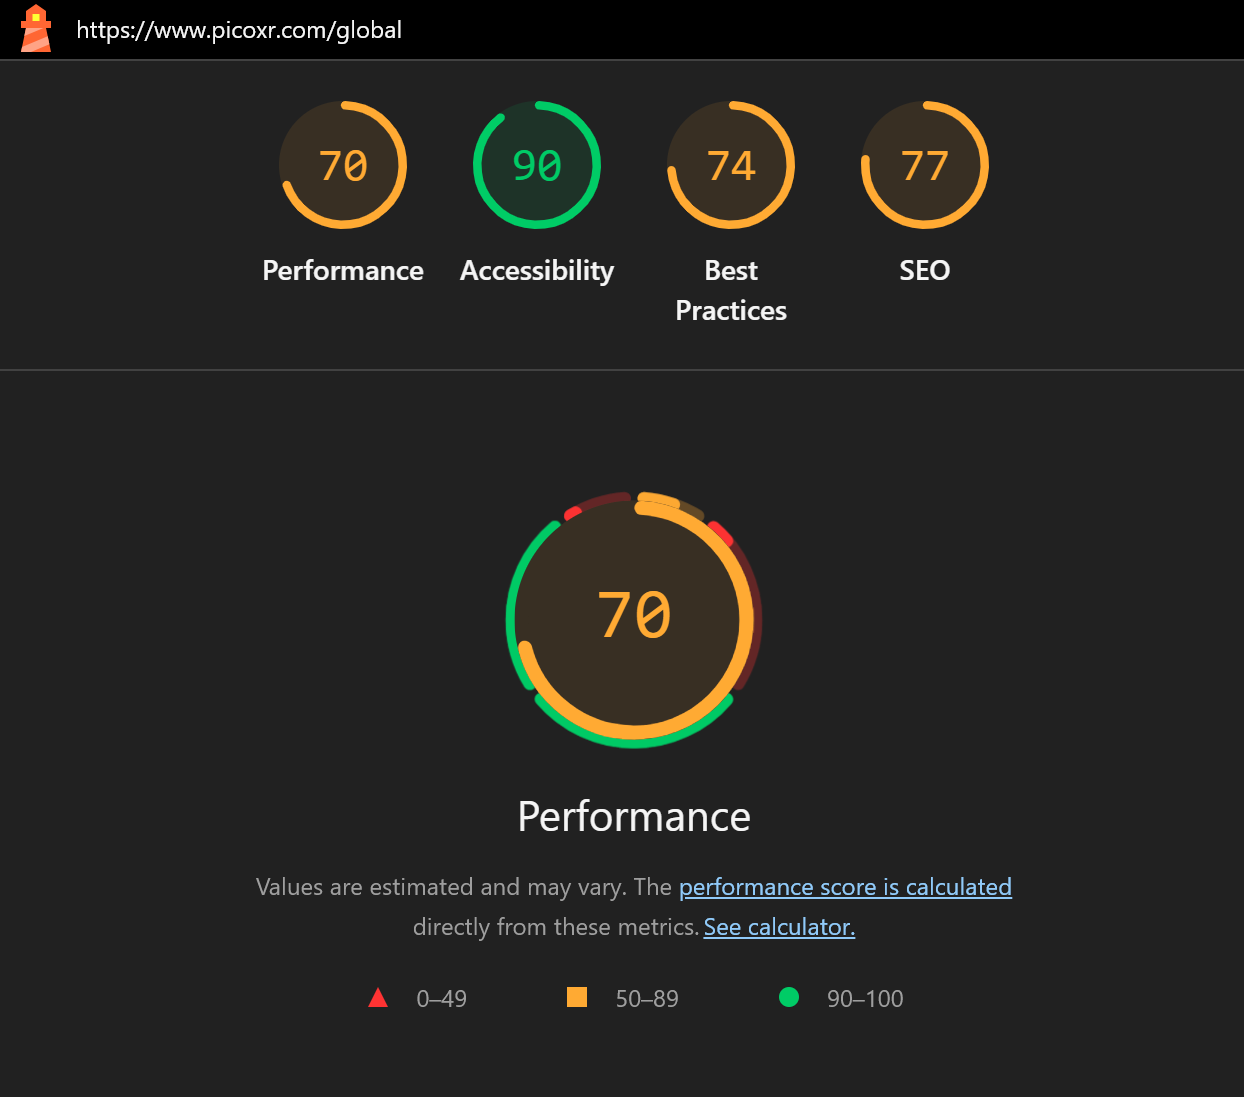 https://www.picoxr.com/global
70
90
74
77
Performance
Accessibility
Best
Practices
SEO
70
Performance
Values are estimated and may vary. The performance score is calculated
directly from these metrics. See calculator.
0–49
50–89
90–100